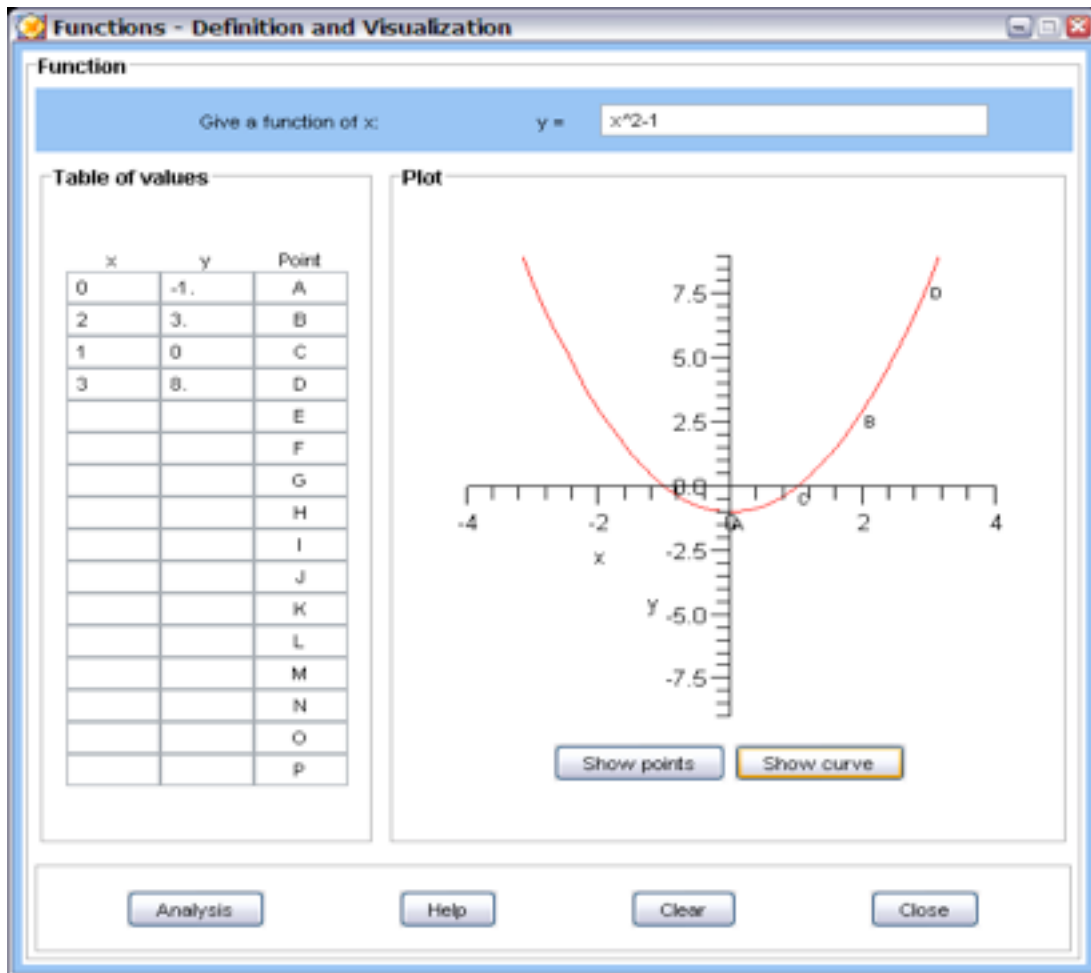 Functions - Definition and Visualization
Function
Give a function of x: y = x^2-1
Table of values
x y Point
0 -1. A
2 3. B
1 0 C
3 8. D
E
F
G
H
I
J
K
L
M
N
O
P
Plot
7.5
D
5.0
2.5 B
0.0 C
-4 -2 A 2 4
x -2.5
y -5.0
-7.5
Show points Show curve
Analysis Help Clear Close